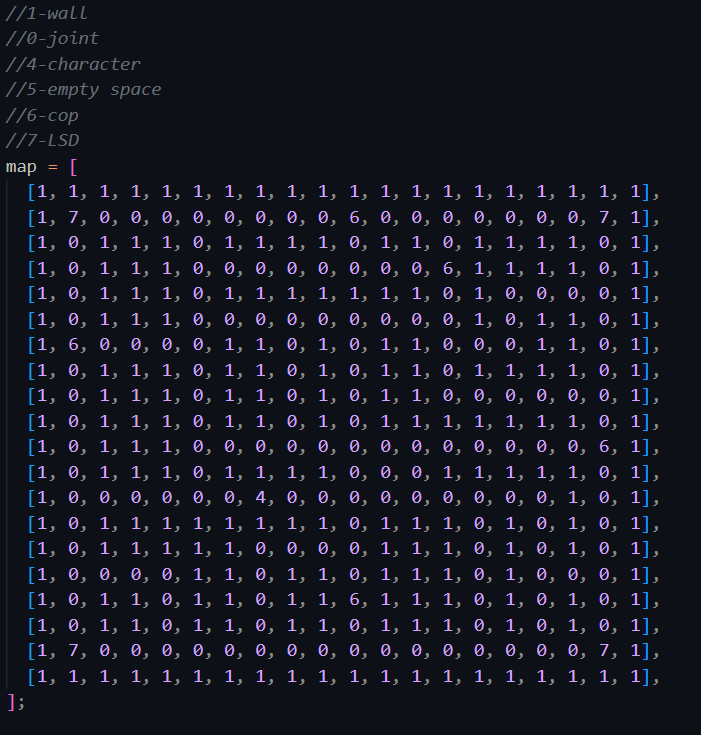 //1-wall
//0-joint
//4-character
//5-empty space
//6-cop
//7-LSD
map = [
[1, 1, 1, 1, 1, 1, 1, 1, 1, 1, 1, 1, 1, 1, 1, 1, 1, 1, 1, 1],
[1, 7, 0, 0, 0, 0, 0, 0, 0, 0, 6, 0, 0, 0, 0, 0, 0, 0, 7, 1],
[1, 0, 1, 1, 1, 0, 1, 1, 1, 1, 0, 1, 1, 0, 1, 1, 1, 1, 0, 1],
[1, 0, 1, 1, 1, 0, 0, 0, 0, 0, 0, 0, 0, 6, 1, 1, 1, 1, 0, 1],
[1, 0, 1, 1, 1, 0, 1, 1, 1, 1, 1, 1, 1, 0, 1, 0, 0, 0, 0, 1],
[1, 0, 1, 1, 1, 0, 0, 0, 0, 0, 0, 0, 0, 0, 1, 0, 1, 1, 0, 1],
[1, 6, 0, 0, 0, 0, 1, 1, 0, 1, 0, 1, 1, 0, 0, 0, 1, 1, 0, 1],
[1, 0, 1, 1, 1, 0, 1, 1, 0, 1, 0, 1, 1, 0, 1, 1, 1, 1, 0, 1],
[1, 0, 1, 1, 1, 0, 1, 1, 0, 1, 0, 1, 1, 0, 0, 0, 0, 0, 0, 1],
[1, 0, 1, 1, 1, 0, 1, 1, 0, 1, 0, 1, 1, 1, 1, 1, 1, 1, 0, 1],
[1, 0, 1, 1, 1, 0, 0, 0, 0, 0, 0, 0, 0, 0, 0, 0, 0, 0, 6, 1],
[1, 0, 1, 1, 1, 0, 1, 1, 1, 1, 0, 0, 0, 1, 1, 1, 1, 1, 0, 1],
[1, 0, 0, 0, 0, 0, 0, 4, 0, 0, 0, 0, 0, 0, 0, 0, 0, 1, 0, 1],
[1, 0, 1, 1, 1, 1, 1, 1, 1, 1, 0, 1, 1, 1, 0, 1, 0, 1, 0, 1],
[1, 0, 1, 1, 1, 1, 1, 0, 0, 0, 0, 1, 1, 1, 0, 1, 0, 1, 0, 1],
[1, 0, 0, 0, 0, 1, 1, 0, 1, 1, 0, 1, 1, 1, 0, 1, 0, 0, 0, 1],
[1, 0, 1, 1, 0, 1, 1, 0, 1, 1, 6, 1, 1, 1, 0, 1, 0, 1, 0, 1],
[1, 0, 1, 1, 0, 1, 1, 0, 1, 1, 0, 1, 1, 1, 0, 1, 0, 1, 0, 1],
[1, 7, 0, 0, 0, 0, 0, 0, 0, 0, 0, 0, 0, 0, 0, 0, 0, 0, 7, 1],
[1, 1, 1, 1, 1, 1, 1, 1, 1, 1, 1, 1, 1, 1, 1, 1, 1, 1, 1, 1],
];